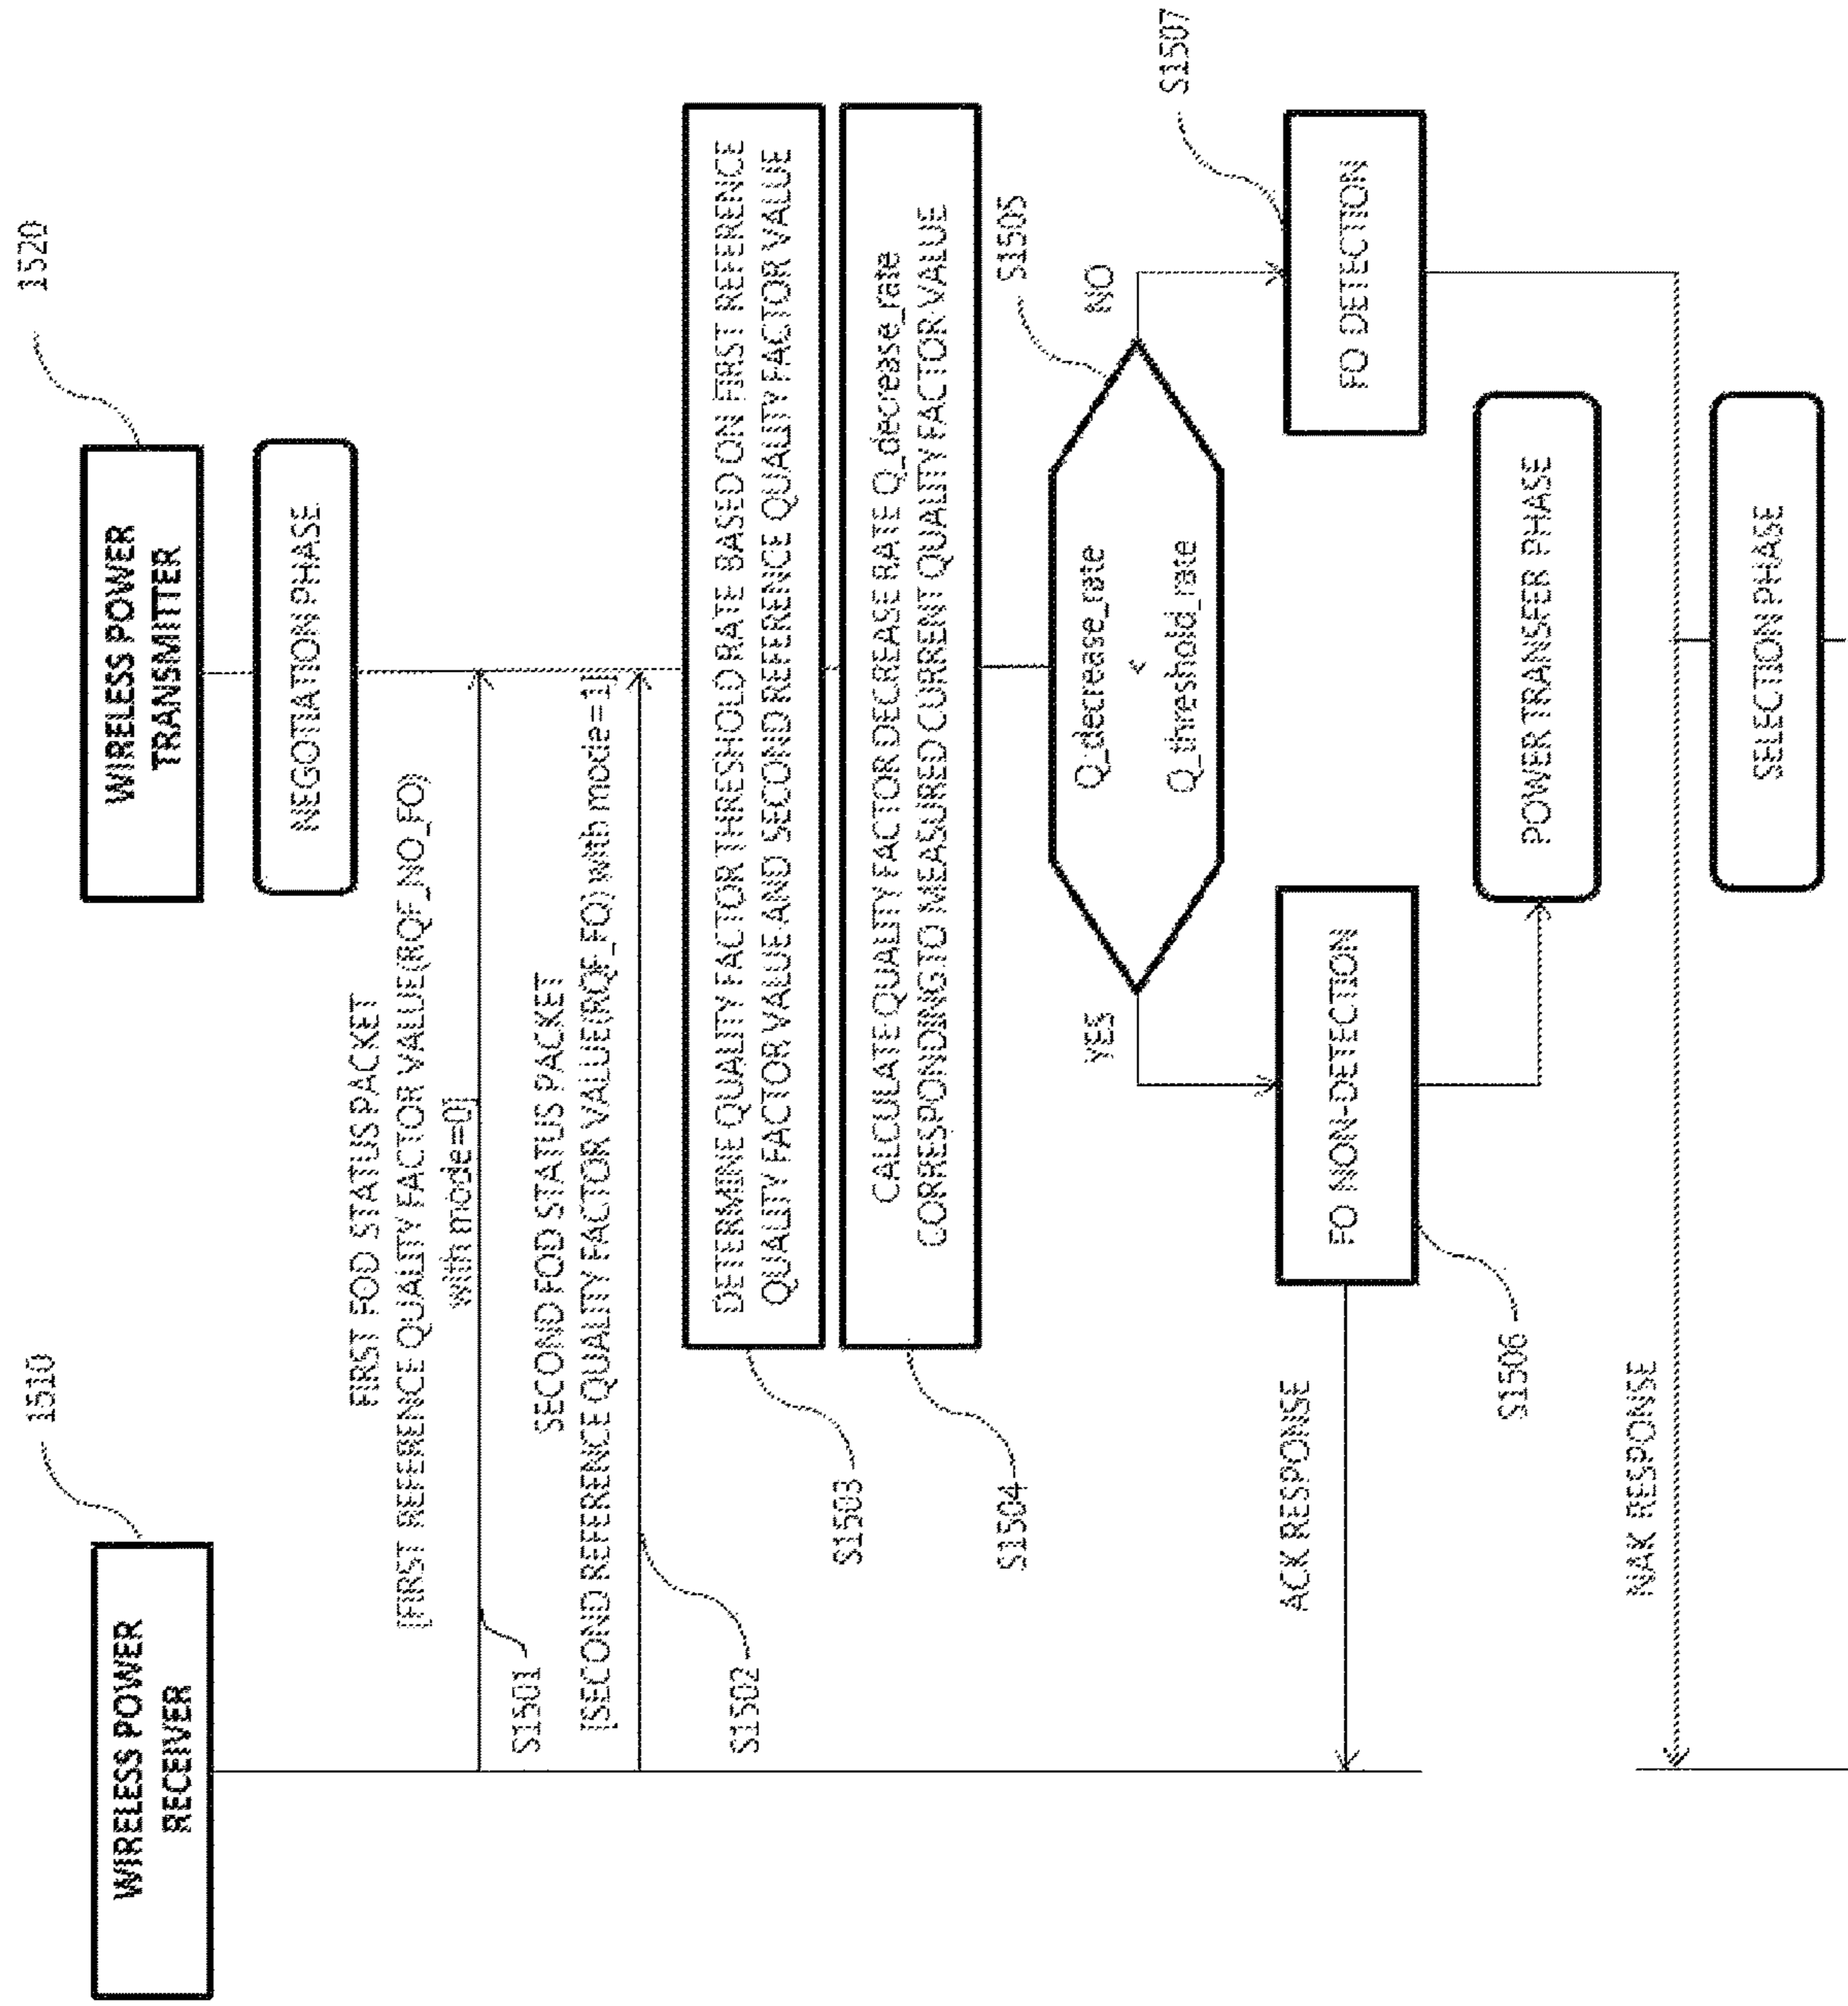 1510
WIRELESS POWER
RECEIVER
1520
WIRELESS POWER
TRANSMITTER
NEGOTIATION PHASE
FIRST FOD STATUS PACKET
[FIRST REFERENCE QUALITY FACTOR VALUE(RQF_NO_FO)
with mode=0]
S1501
SECOND FOD STATUS PACKET
[SECOND REFERENCE QUALITY FACTOR VALUE(RQF_FO) with mode=1]
S1502
DETERMINE QUALITY FACTOR THRESHOLD RATE BASED ON FIRST REFERENCE
QUALITY FACTOR VALUE AND SECOND REFERENCE QUALITY FACTOR VALUE
S1503
CALCULATE QUALITY FACTOR DECREASE RATE Q_decrease_rate
CORRESPONDING TO MEASURED CURRENT QUALITY FACTOR VALUE
S1504
Q_decrease_rate
<
Q_threshold_rate
S1505
YES
NO
FO NON-DETECTION
S1506
FO DETECTION
S1507
ACK RESPONSE
POWER TRANSFER PHASE
NAK RESPONSE
SELECTION PHASE